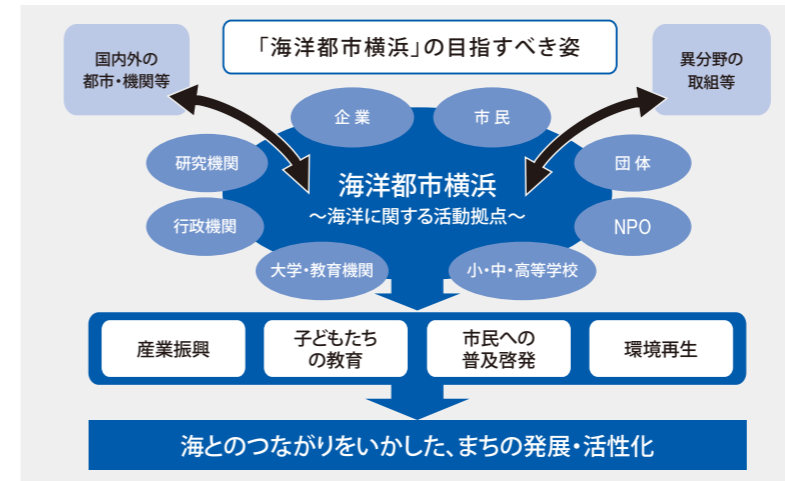 「海洋都市横浜」の目指すべき姿
国内外の
都市・機関等
異分野の
取組等
企業
市民
研究機関
団体
海洋都市横浜
〜海洋に関する活動拠点〜
行政機関
NPO
大学・教育機関
小・中・高等学校
産業振興
子どもたち
の教育
市民への
普及啓発
環境再生
海とのつながりをいかした、まちの発展・活性化